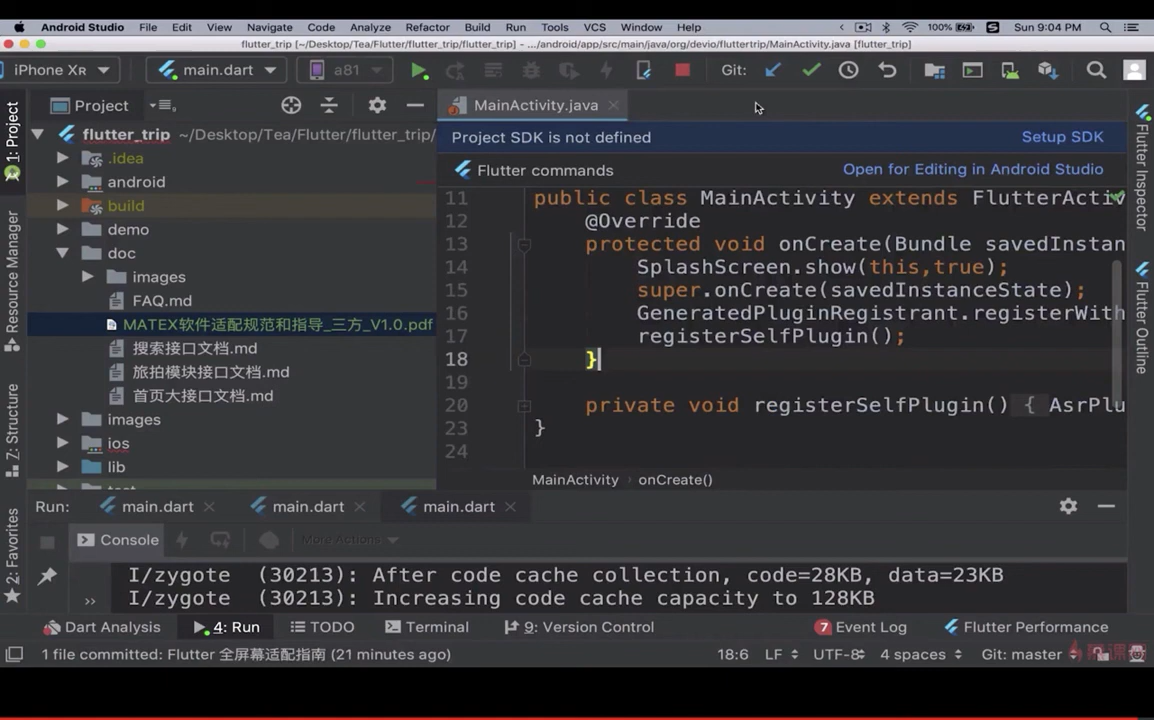 Android Studio File Edit View Navigate Code Analyze Refactor Build Run Tools VCS Window Help 100% Sun 9:04 PM
flutter_trip [~/Desktop/Tea/Flutter/flutter_trip/flutter_trip] - .../android/app/src/main/java/org/devio/fluttertrip/MainActivity.java [flutter_trip]
iPhone XR main.dart a81 Git:
Project MainActivity.java
1: Project
Resource Manager
Z: Structure
2: Favorites
flutter_trip ~/Desktop/Tea/Flutter/flutter_trip/
.idea
android
build
demo
doc
images
FAQ.md
MATEX软件适配规范和指导_三方_V1.0.pdf
搜索接口文档.md
旅拍模块接口文档.md
首页大接口文档.md
images
ios
lib
Project SDK is not defined Setup SDK
Flutter commands Open for Editing in Android Studio
11 public class MainActivity extends FlutterActiv
12 @Override
13 protected void onCreate(Bundle savedInstan
14 SplashScreen.show(this,true);
15 super.onCreate(savedInstanceState);
16 GeneratedPluginRegistrant.registerWith
17 registerSelfPlugin();
18 }
19
20 private void registerSelfPlugin() { AsrPlu
23 }
24
MainActivity onCreate()
Flutter Inspector
Flutter Outline
Run: main.dart main.dart main.dart
Console More Actions
I/zygote (30213): After code cache collection, code=28KB, data=23KB
I/zygote (30213): Increasing code cache capacity to 128KB
Dart Analysis 4: Run TODO Terminal 9: Version Control 7 Event Log Flutter Performance
1 file committed: Flutter 全屏幕适配指南 (21 minutes ago) 18:6 LF UTF-8 4 spaces Git: master